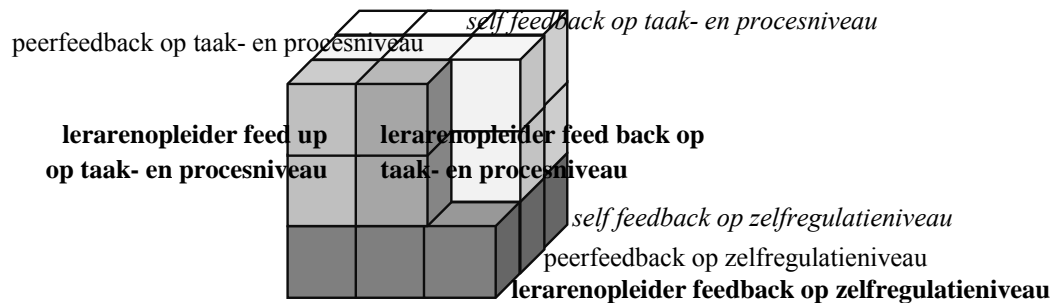 self feedback op taak- en procesniveau
peerfeedback op taak- en procesniveau
lerarenopleider feed up
op taak- en procesniveau
lerarenopleider feed back op
taak- en procesniveau
self feedback op zelfregulatieniveau
peerfeedback op zelfregulatieniveau
lerarenopleider feedback op zelfregulatieniveau